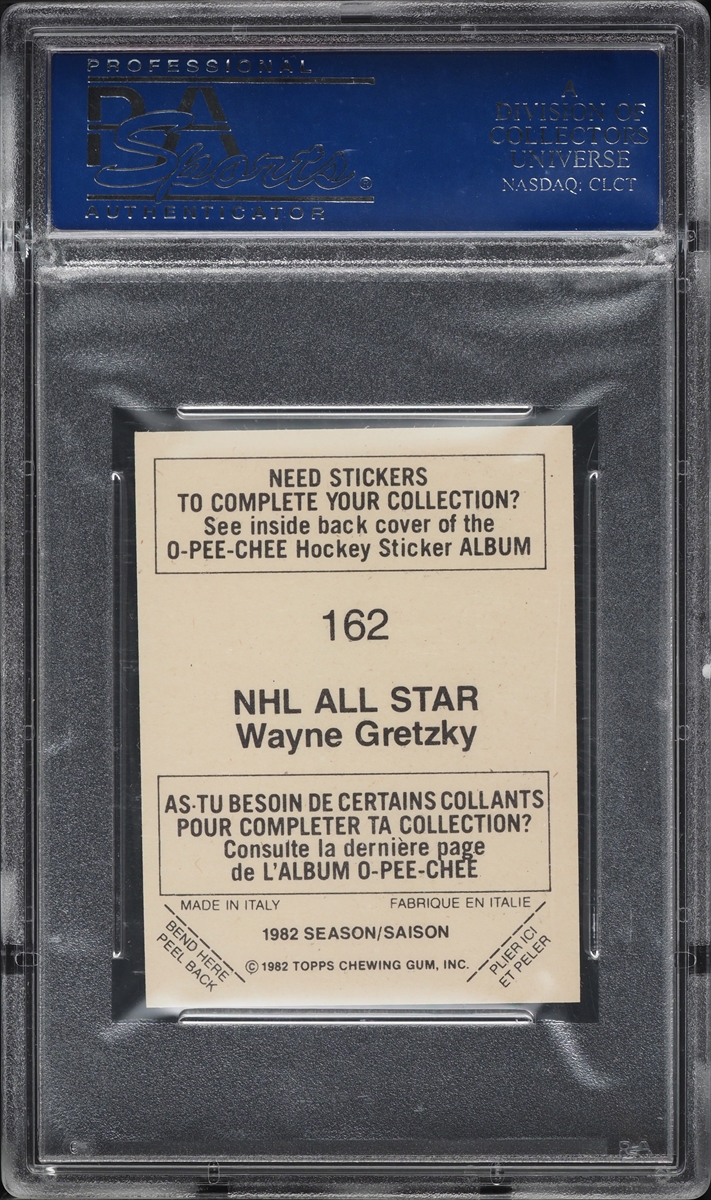 PROFESSIONAL
PSA
Sports®
AUTHENTICATOR
A
DIVISION OF
COLLECTORS
UNIVERSE
NASDAQ: CLCT
NEED STICKERS
TO COMPLETE YOUR COLLECTION?
See inside back cover of the
O-PEE-CHEE Hockey Sticker ALBUM
162
NHL ALL STAR
Wayne Gretzky
AS-TU BESOIN DE CERTAINS COLLANTS
POUR COMPLETER TA COLLECTION?
Consulte la dernière page
de L'ALBUM O-PEE-CHEE
MADE IN ITALY
FABRIQUE EN ITALIE
1982 SEASON/SAISON
© 1982 TOPPS CHEWING GUM, INC.
BEND HERE
PEEL BACK
PLIER ICI
ET PELER
PSA